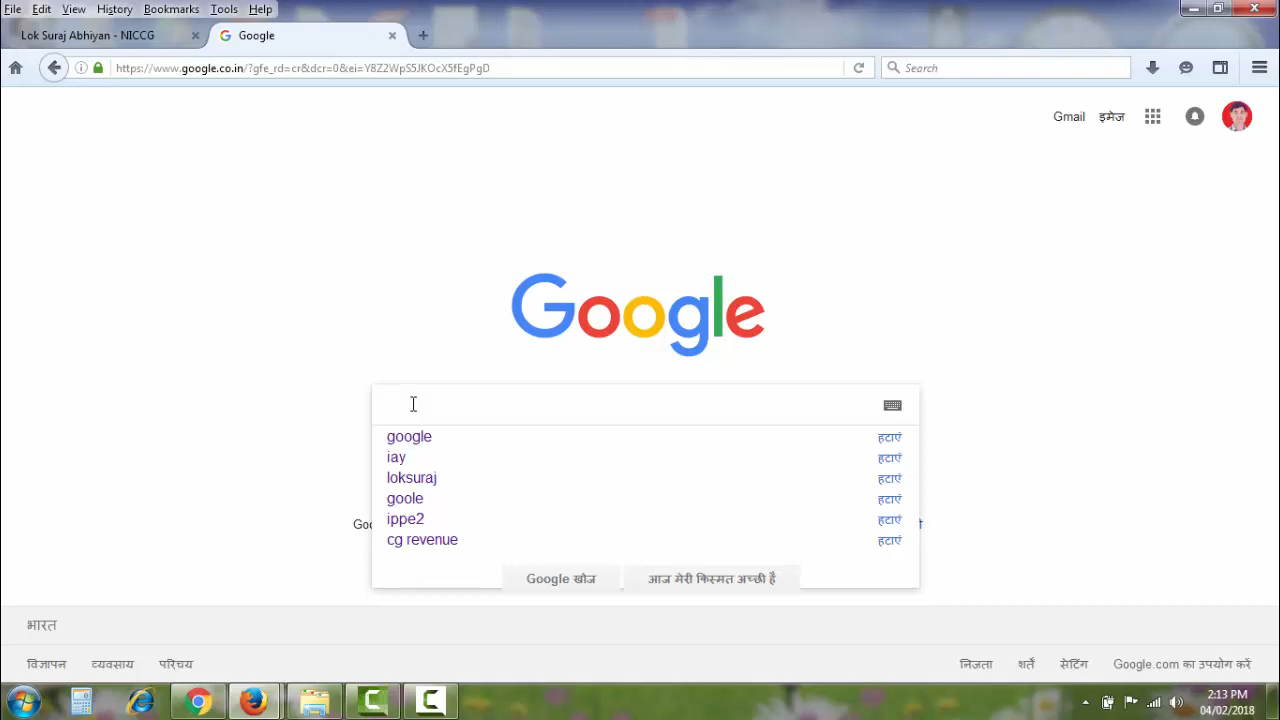 File Edit View History Bookmarks Tools Help
Lok Suraj Abhiyan - NICCG
Google
https://www.google.co.in/?gfe_rd=cr&dcr=0&ei=Y8Z2WpS5JKOcX5fEgPgD
Search
Gmail इमेज
Google
google हटाएं
iay हटाएं
loksuraj हटाएं
goole हटाएं
ippe2 हटाएं
cg revenue हटाएं
Google खोज आज मेरी किस्मत अच्छी है
भारत
विज्ञापन व्यवसाय परिचय निजता शर्तें सेटिंग Google.com का उपयोग करें
2:13 PM
04/02/2018